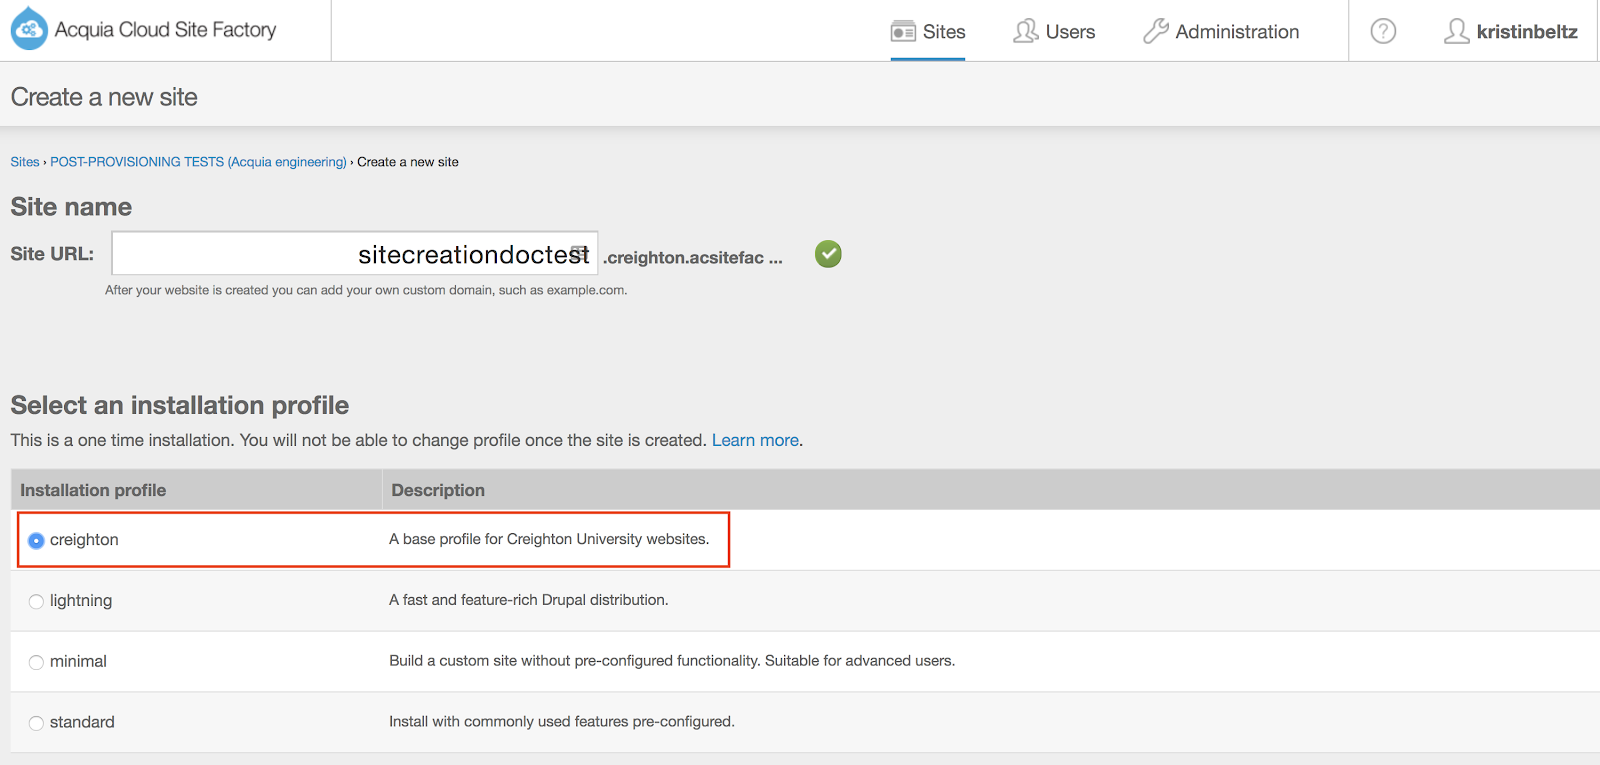 Acquia Cloud Site Factory
Sites Users Administration ? kristinbeltz
Create a new site
Sites › POST-PROVISIONING TESTS (Acquia engineering) › Create a new site
Site name
Site URL: sitecreationdoctest .creighton.acsitefac ...
After your website is created you can add your own custom domain, such as example.com.
Select an installation profile
This is a one time installation. You will not be able to change profile once the site is created. Learn more.
Installation profile Description
creighton A base profile for Creighton University websites.
lightning A fast and feature-rich Drupal distribution.
minimal Build a custom site without pre-configured functionality. Suitable for advanced users.
standard Install with commonly used features pre-configured.